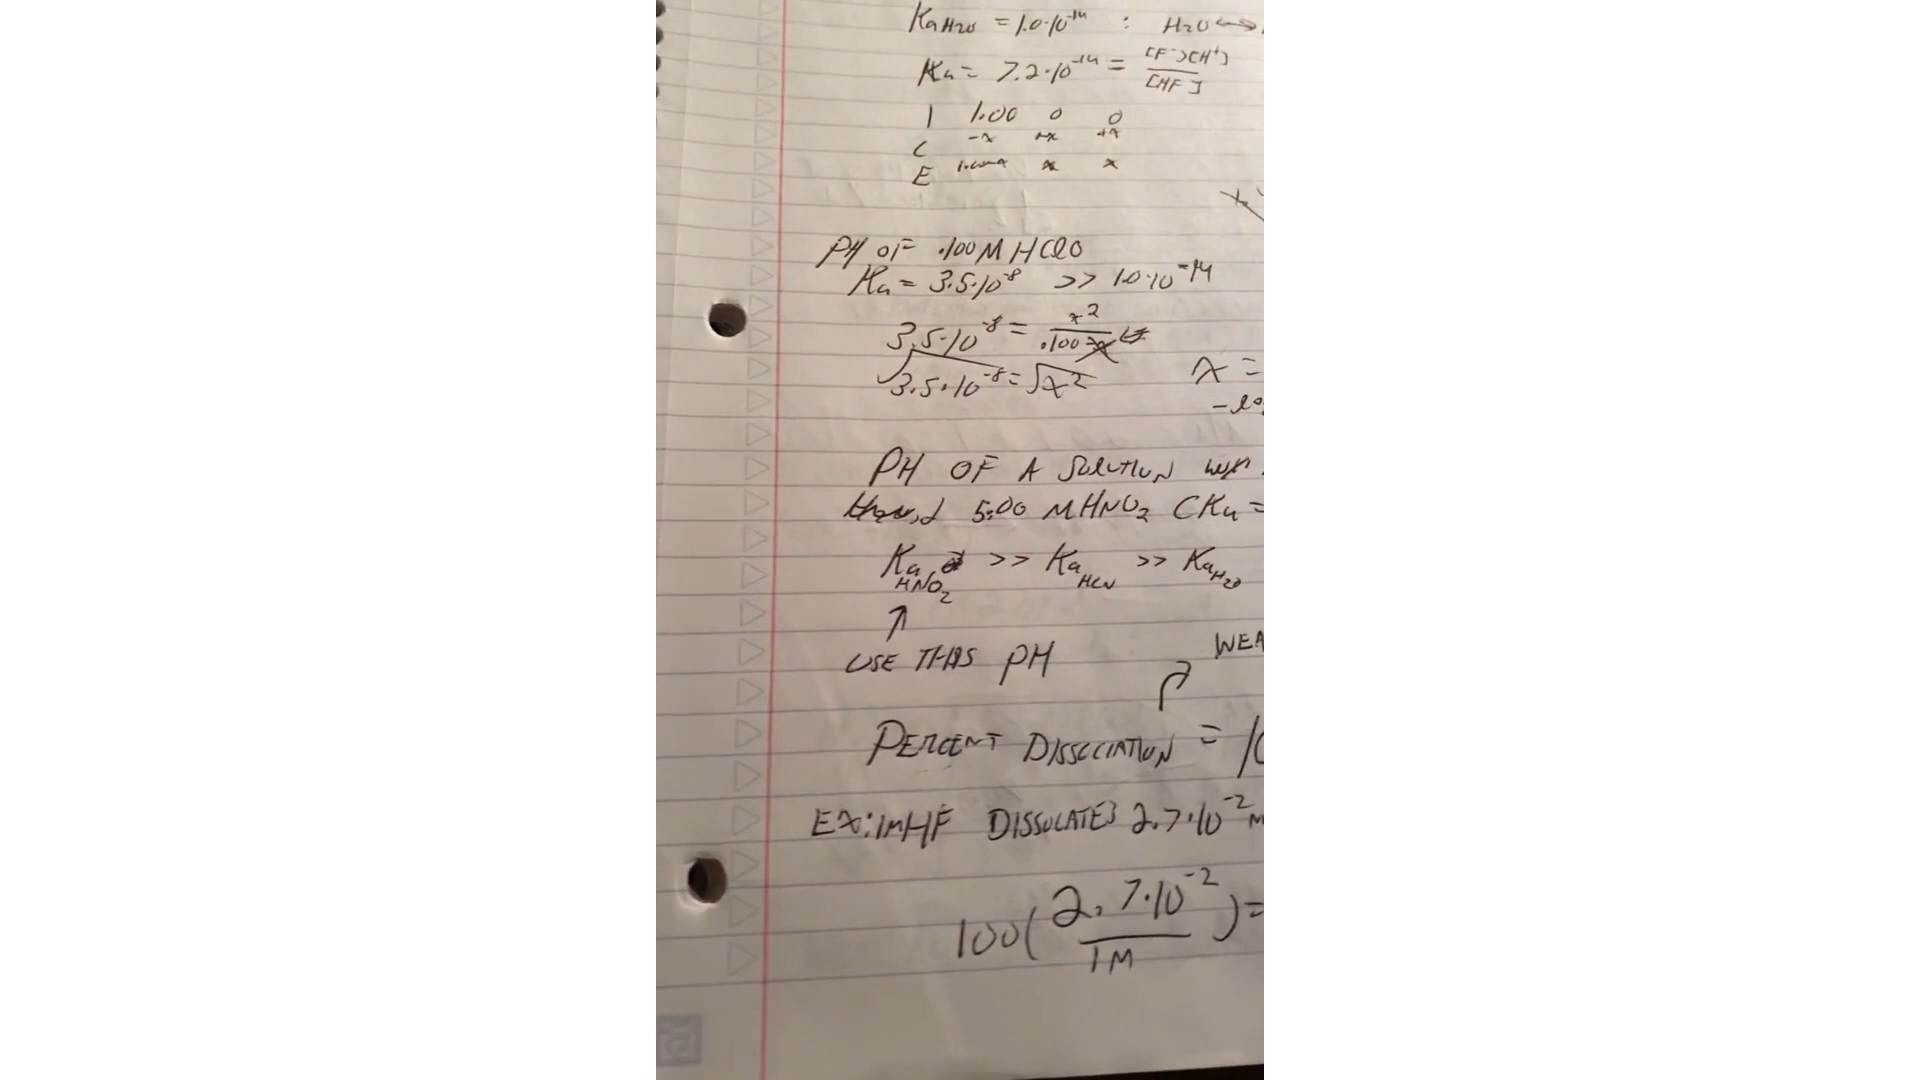 KaH2O = 1.0·10^-14 : H2O ↔
Ka = 7.2·10^-14 = [F-][H+] / [HF]
I 1.00 0 0
C -x +x +x
E x x
PH OF .100M HClO
Ka = 3.5·10^-8 >> 1.0·10^-14
3.5·10^-8 = x^2 / .100-x
√3.5·10^-8 = √x^2
x =
-lo
PH OF A SOLUTION
5.00 M HNO2 (Ka =
Ka HNO2 >> Ka HCN >> Ka H2O
↑
USE THIS PH
WEA
PERCENT DISSOCIATION = 10
EX: 1M HF DISSOCIATES 2.7·10^-2 M
100(2.7·10^-2 / 1M) =